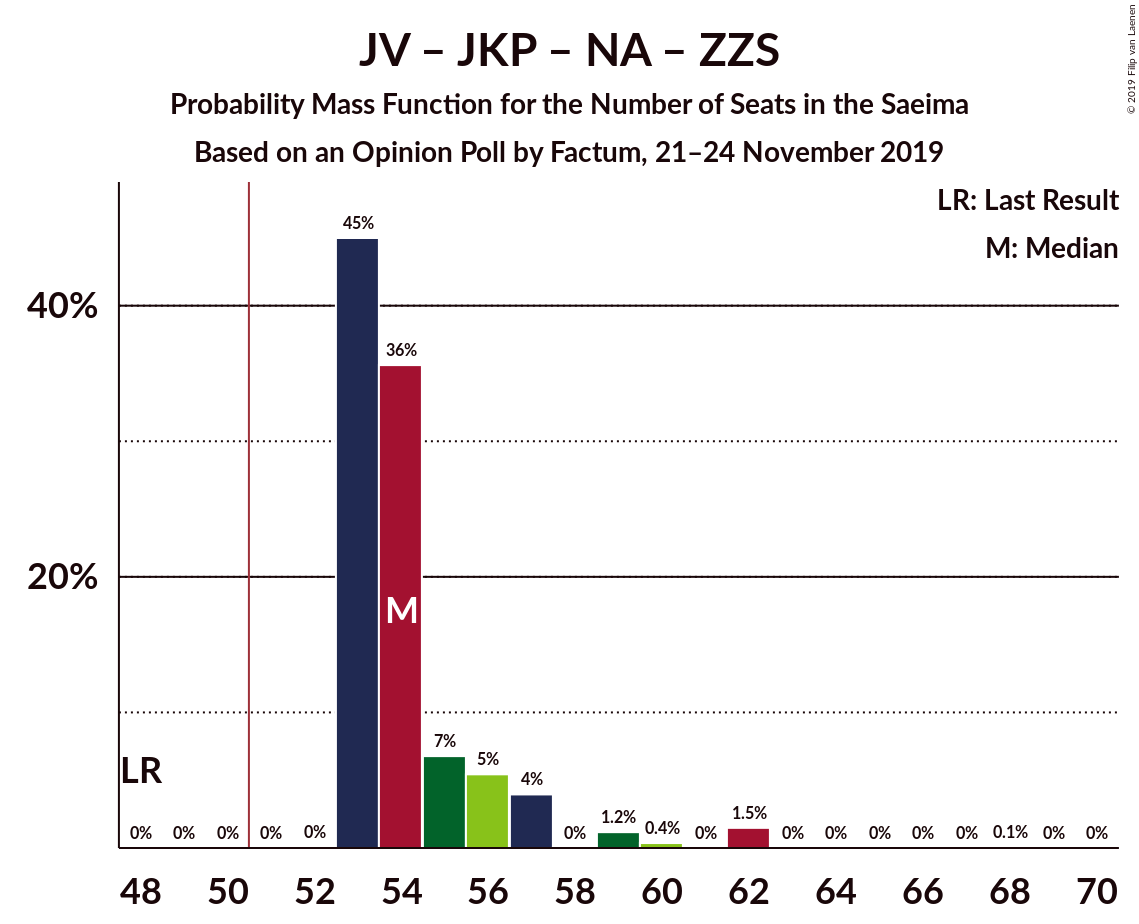 JV – JKP – NA – ZZS
Probability Mass Function for the Number of Seats in the Saeima
Based on an Opinion Poll by Factum, 21–24 November 2019
© 2019 Filip van Laenen
LR: Last Result
M: Median
40%
20%
45%
36%
M
7%
5%
4%
LR
0% 0% 0% 0% 0% 0% 1.2% 0.4% 0% 1.5% 0% 0% 0% 0% 0% 0.1% 0% 0%
48 50 52 54 56 58 60 62 64 66 68 70